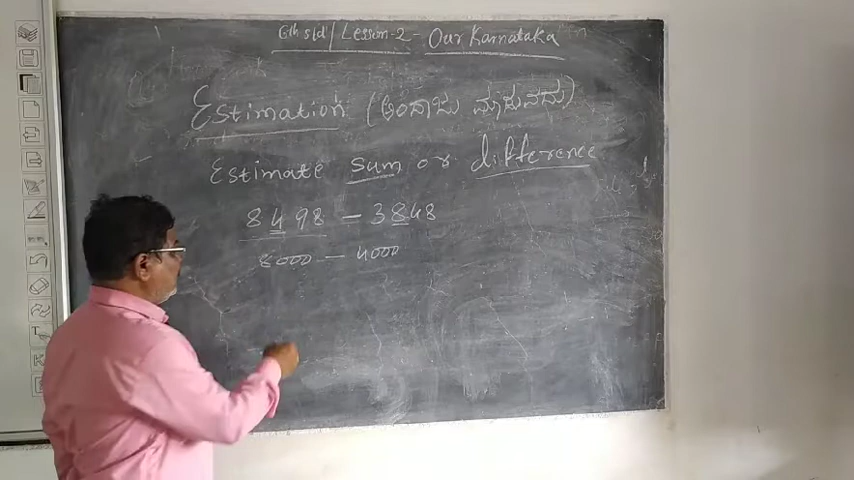 6th std / Lesson-2 - Our Karnataka
Estimation (ಅಂದಾಜು ಮಾಡುವುದು)
Estimate sum or difference
8498 - 3848
8000 - 4000